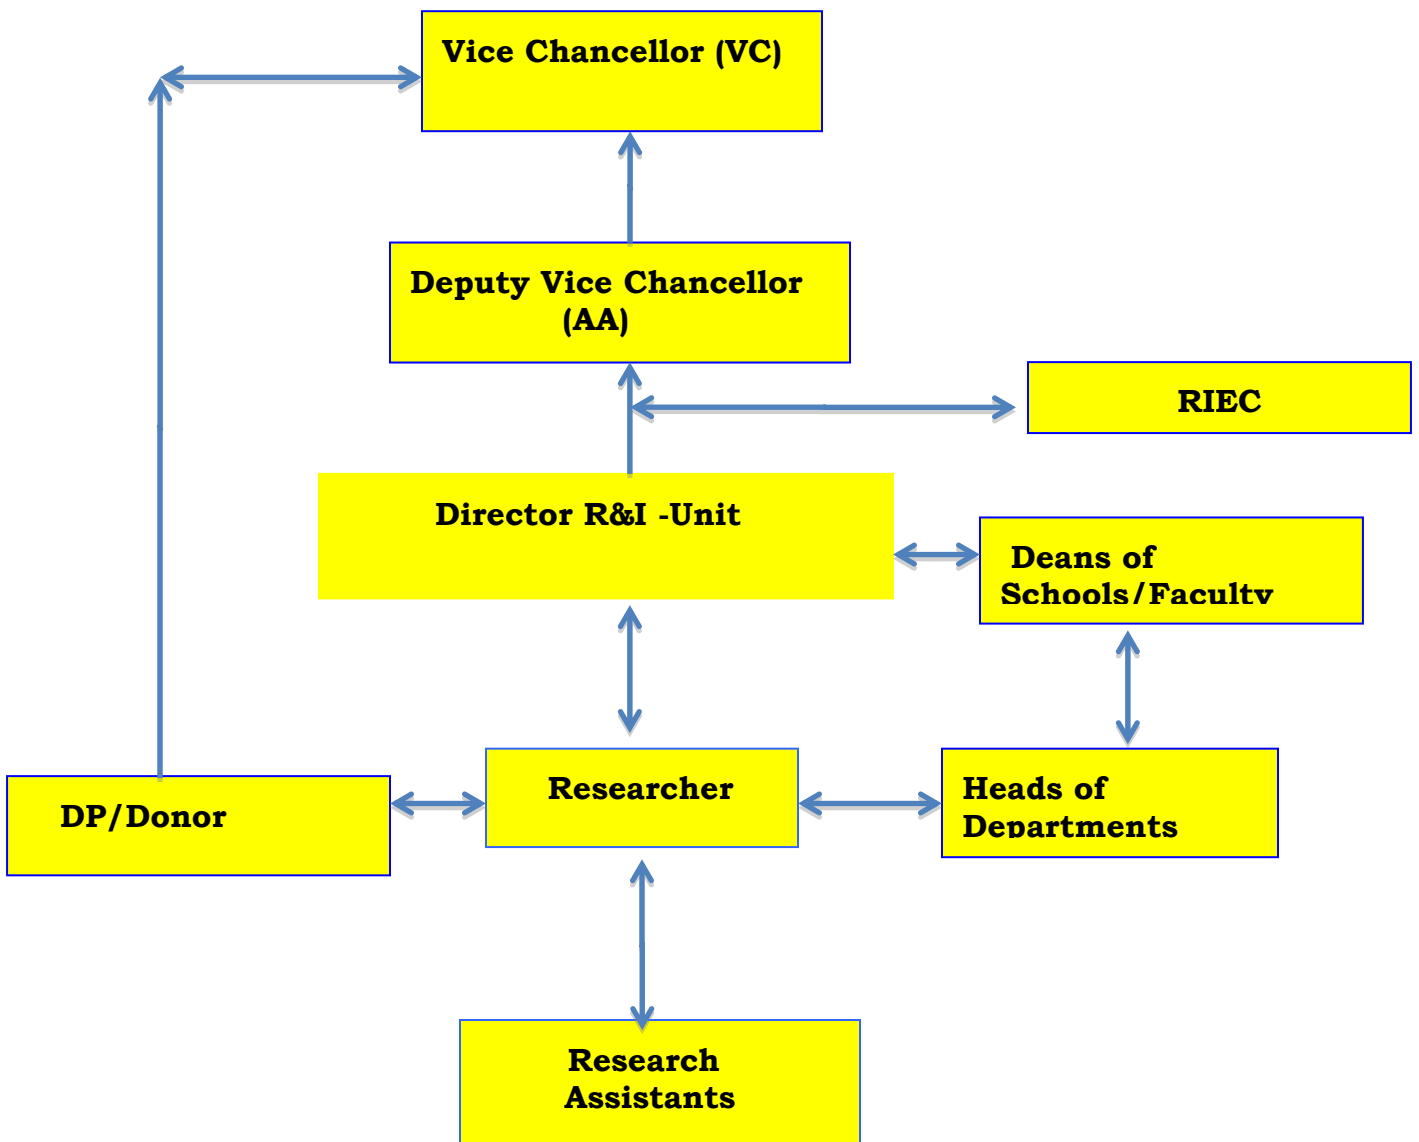 Vice Chancellor (VC)
Deputy Vice Chancellor
(AA)
RIEC
Director R&I -Unit
Deans of
Schools/Faculty
Researcher
Heads of
Departments
DP/Donor
Research
Assistants